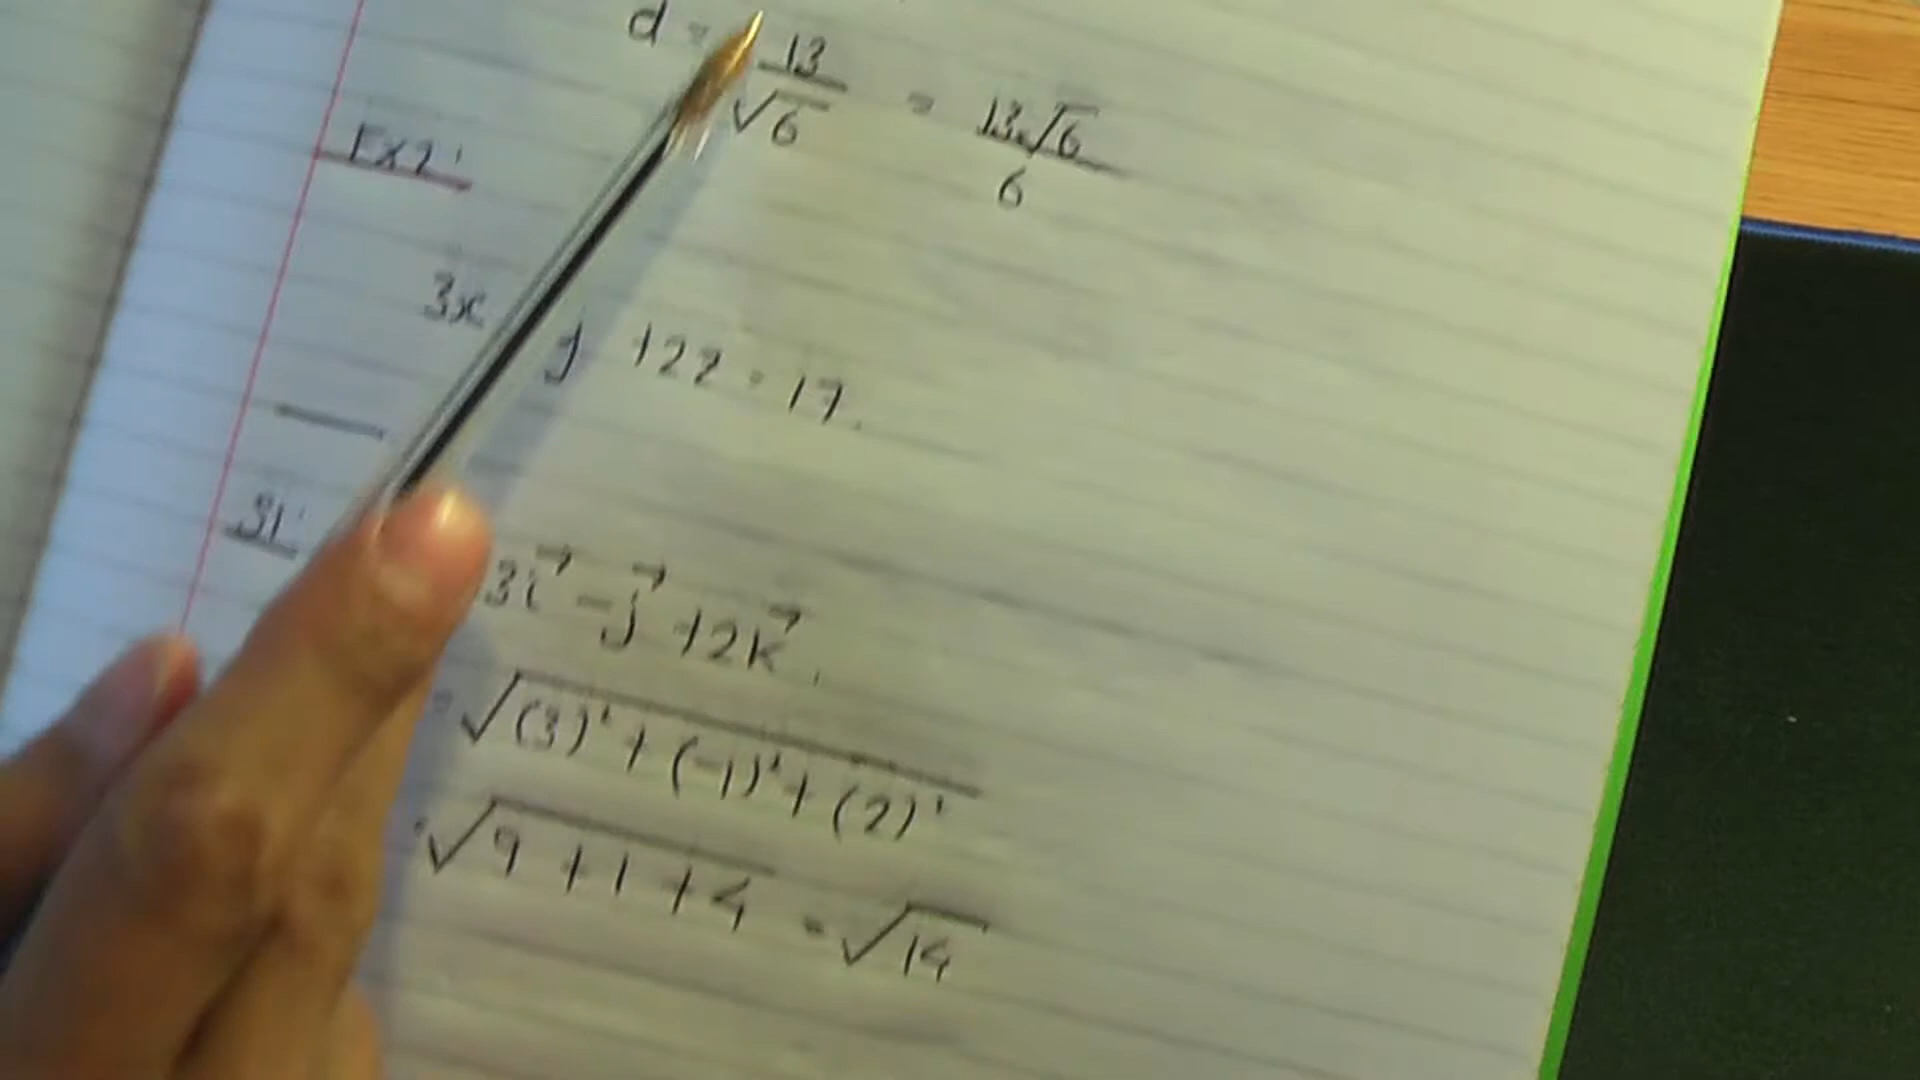 d = 13/√6 = 13√6/6
Ex2:
3x y +2z = 17.
Sl:
3i⃗ - j⃗ + 2k⃗.
= √(3)² + (-1)² + (2)²
= √9 + 1 + 4 = √14